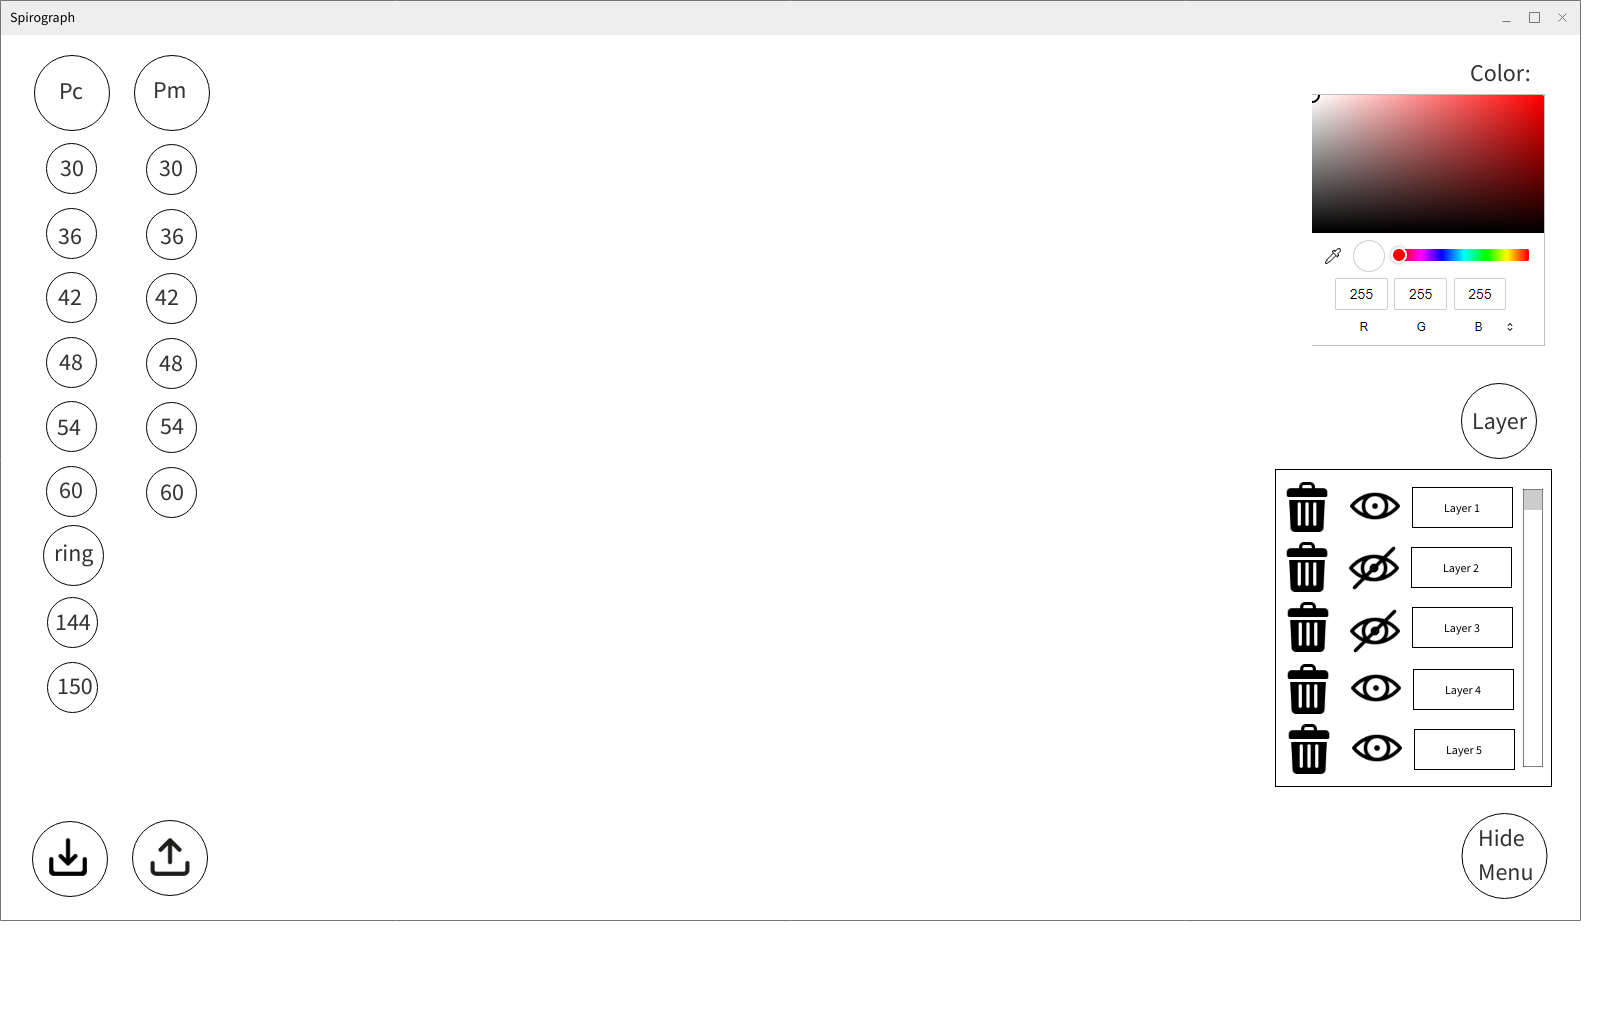 Spirograph
Pc
Pm
30
30
36
36
42
42
48
48
54
54
60
60
ring
144
150
Color:
255
255
255
R
G
B
Layer
Layer 1
Layer 2
Layer 3
Layer 4
Layer 5
Hide
Menu